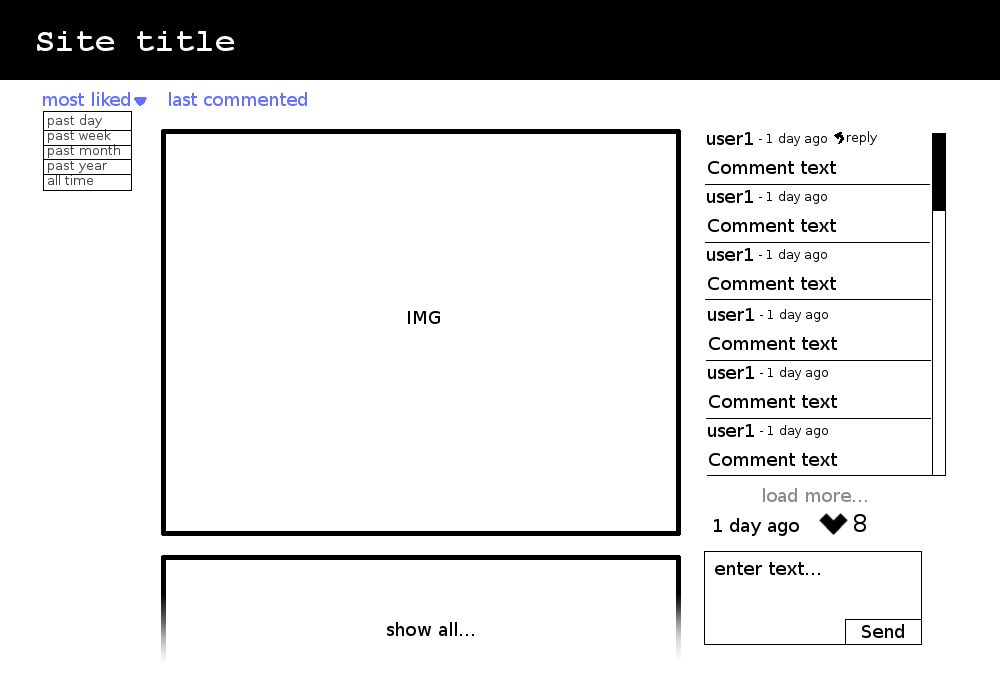 Site title
most liked last commented
past day
past week
past month
past year
all time
IMG
show all...
user1 - 1 day ago reply
Comment text
user1 - 1 day ago
Comment text
user1 - 1 day ago
Comment text
user1 - 1 day ago
Comment text
user1 - 1 day ago
Comment text
user1 - 1 day ago
Comment text
load more...
1 day ago 8
enter text...
Send